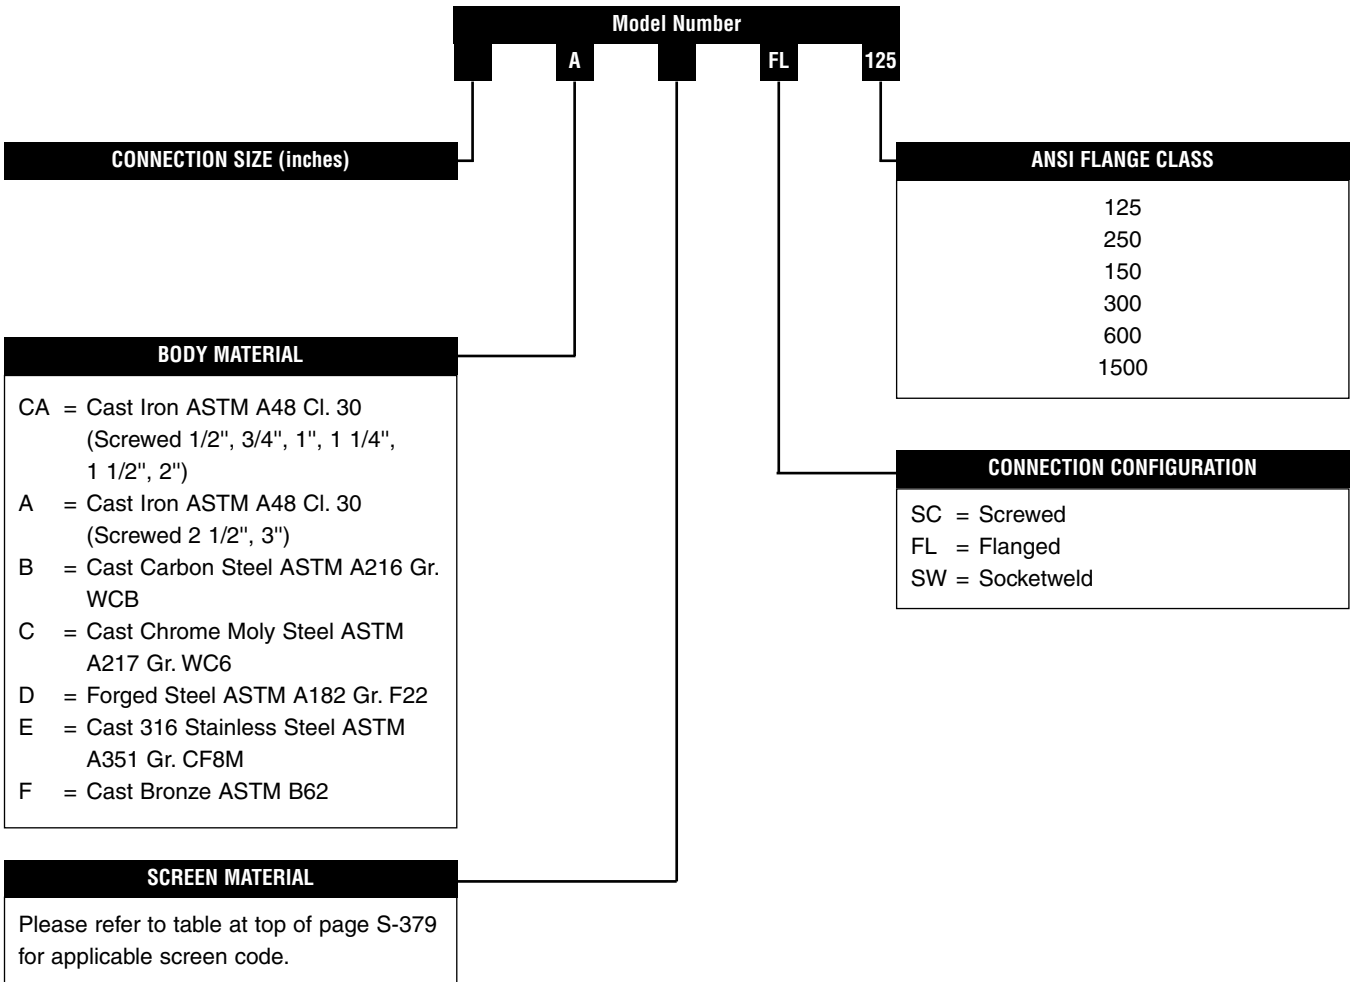 Model Number
A FL 125
CONNECTION SIZE (inches)
BODY MATERIAL
CA = Cast Iron ASTM A48 Cl. 30
(Screwed 1/2", 3/4", 1", 1 1/4",
1 1/2", 2")
A = Cast Iron ASTM A48 Cl. 30
(Screwed 2 1/2", 3")
B = Cast Carbon Steel ASTM A216 Gr.
WCB
C = Cast Chrome Moly Steel ASTM
A217 Gr. WC6
D = Forged Steel ASTM A182 Gr. F22
E = Cast 316 Stainless Steel ASTM
A351 Gr. CF8M
F = Cast Bronze ASTM B62
SCREEN MATERIAL
Please refer to table at top of page S-379
for applicable screen code.
ANSI FLANGE CLASS
125
250
150
300
600
1500
CONNECTION CONFIGURATION
SC = Screwed
FL = Flanged
SW = Socketweld